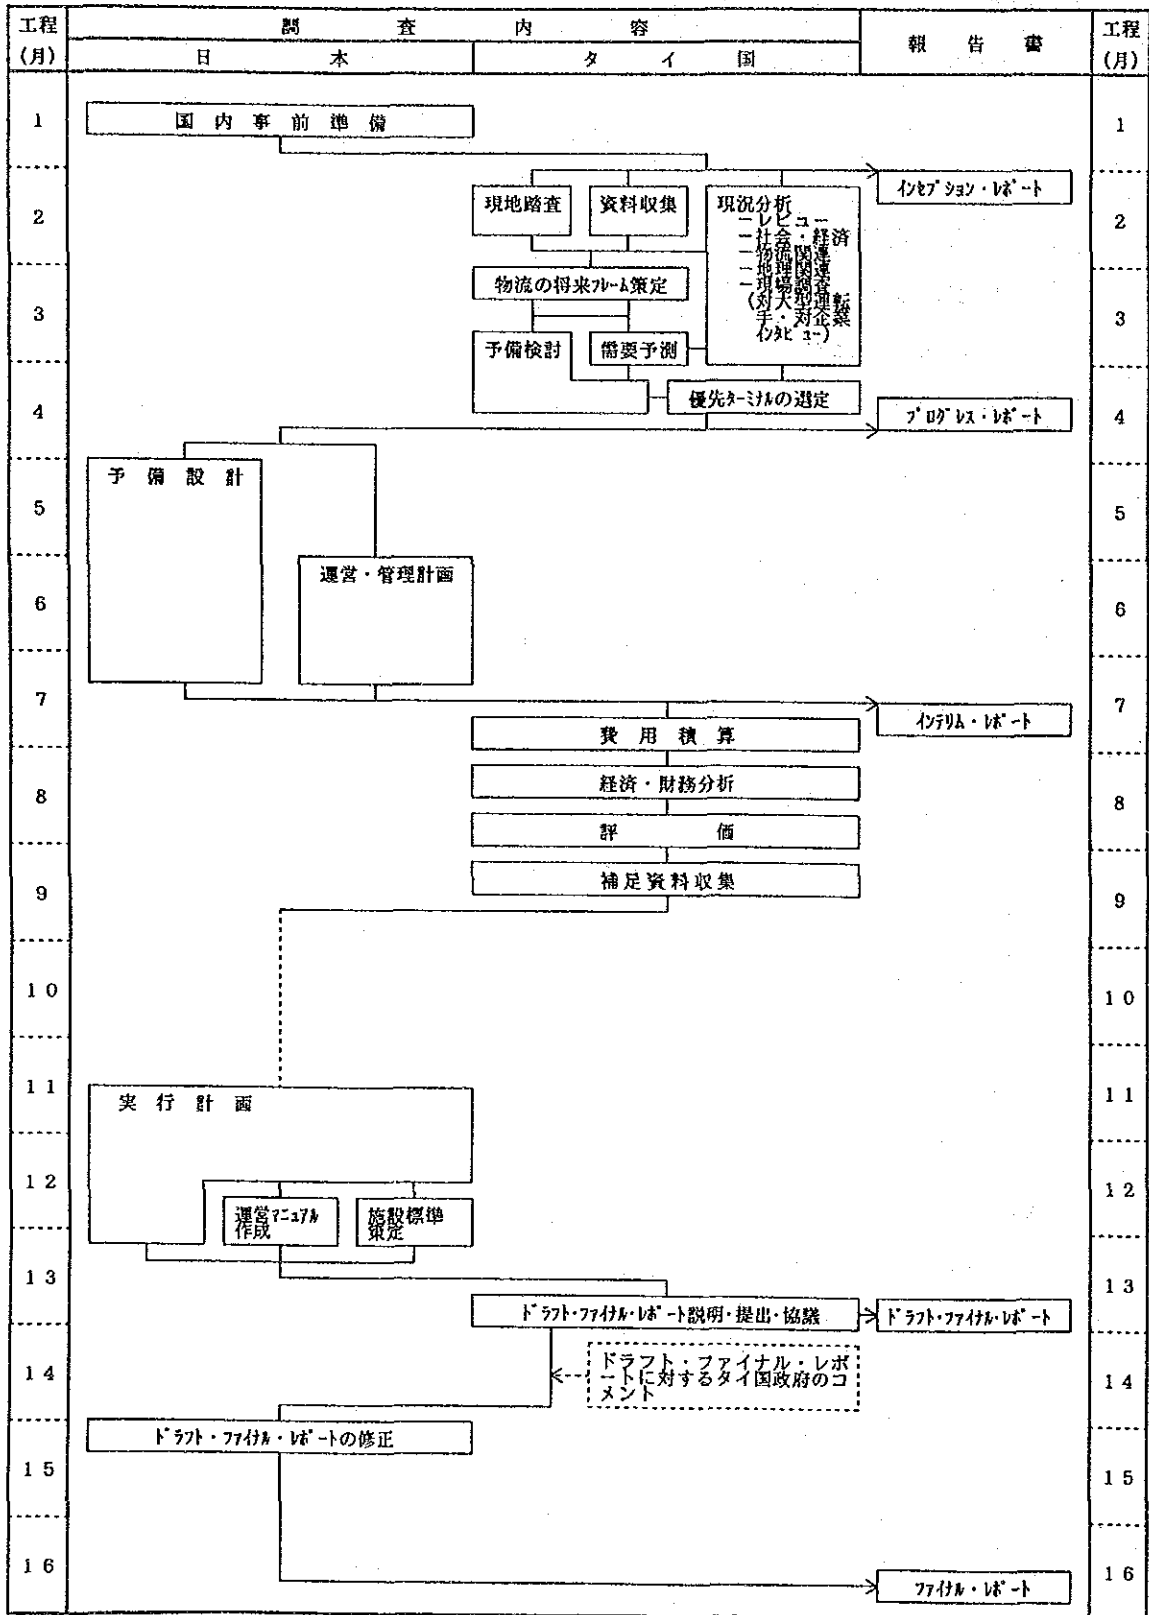 工程
(月)
調査内容
日本
タイ国
報告書
工程
(月)
1
国内事前準備
1
インセプション・レポート
2
現地踏査
資料収集
現況分析
－レビュー
－社会・経済
－物流関連
－地理関連
－現場調査
(対大型運転
手・対企業
インタビュー)
2
物流の将来フレーム策定
3
予備検討
需要予測
3
優先ターミナルの選定
4
プログレス・レポート
4
予備設計
5
5
運営・管理計画
6
6
7
インテリム・レポート
7
費用積算
経済・財務分析
8
8
評価
補足資料収集
9
9
10
10
11
実行計画
11
12
運営マニュアル
作成
施設標準
策定
12
13
13
ドラフト・ファイナル・レポート説明・提出・協議
ドラフト・ファイナル・レポート
14
ドラフト・ファイナル・レポ
ートに対するタイ国政府のコ
メント
14
ドラフト・ファイナル・レポートの修正
15
15
16
ファイナル・レポート
16